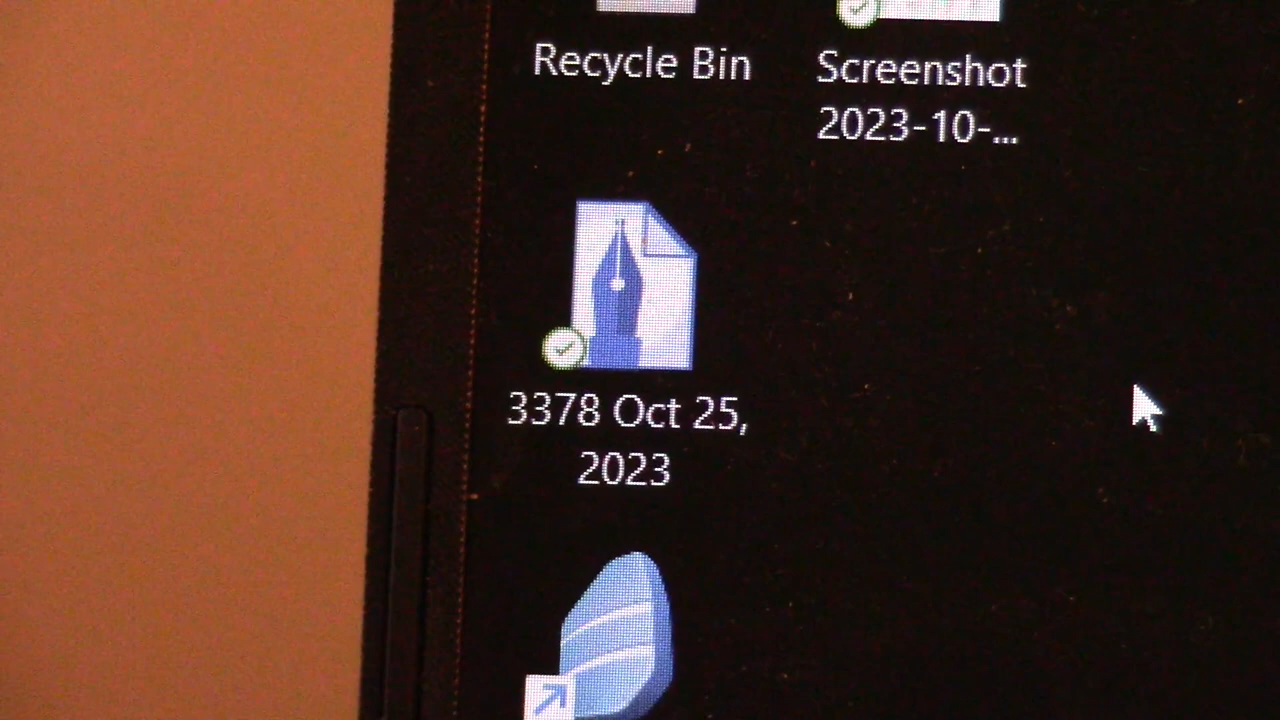 Recycle Bin
Screenshot
2023-10-...
3378 Oct 25,
2023